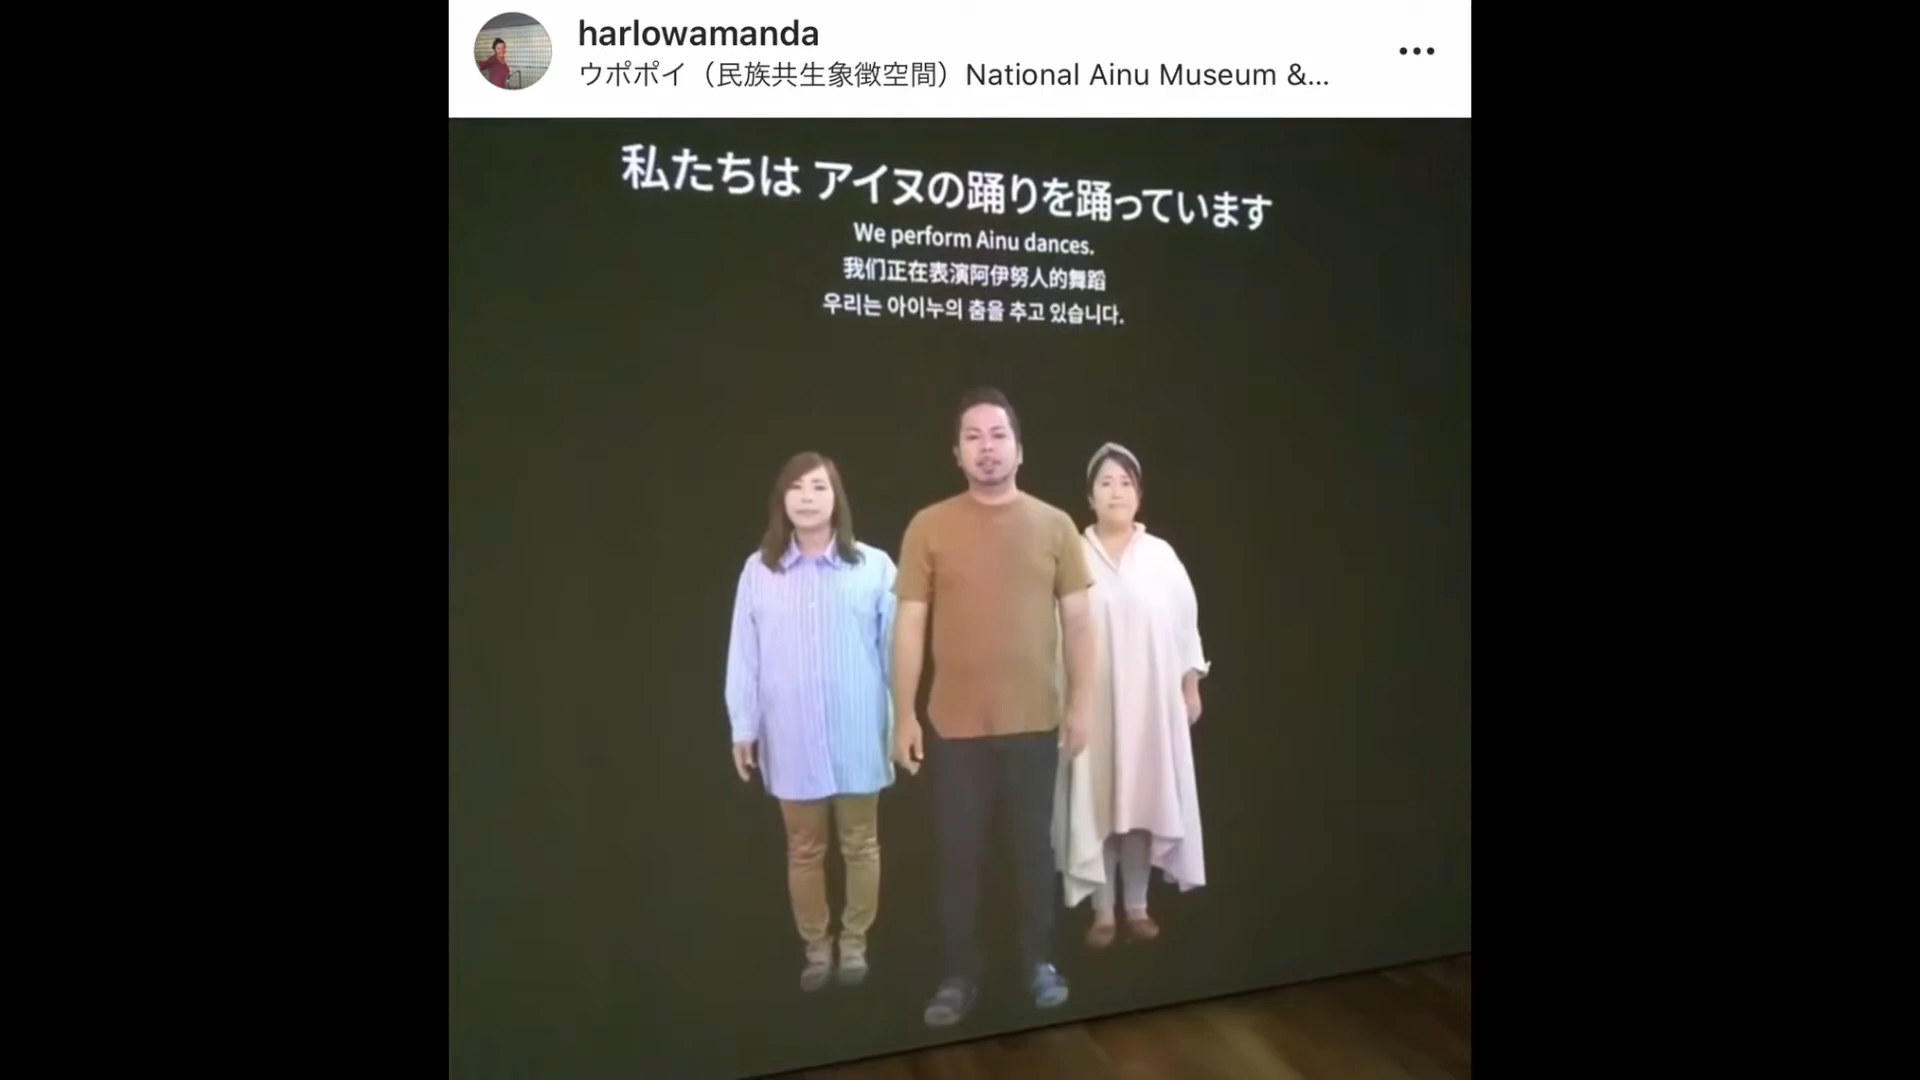 harlowamanda
ウポポイ（民族共生象徴空間）National Ainu Museum &...
私たちは アイヌの踊りを踊っています
We perform Ainu dances.
我们正在表演阿伊努人的舞蹈
우리는 아이누의 춤을 추고 있습니다.